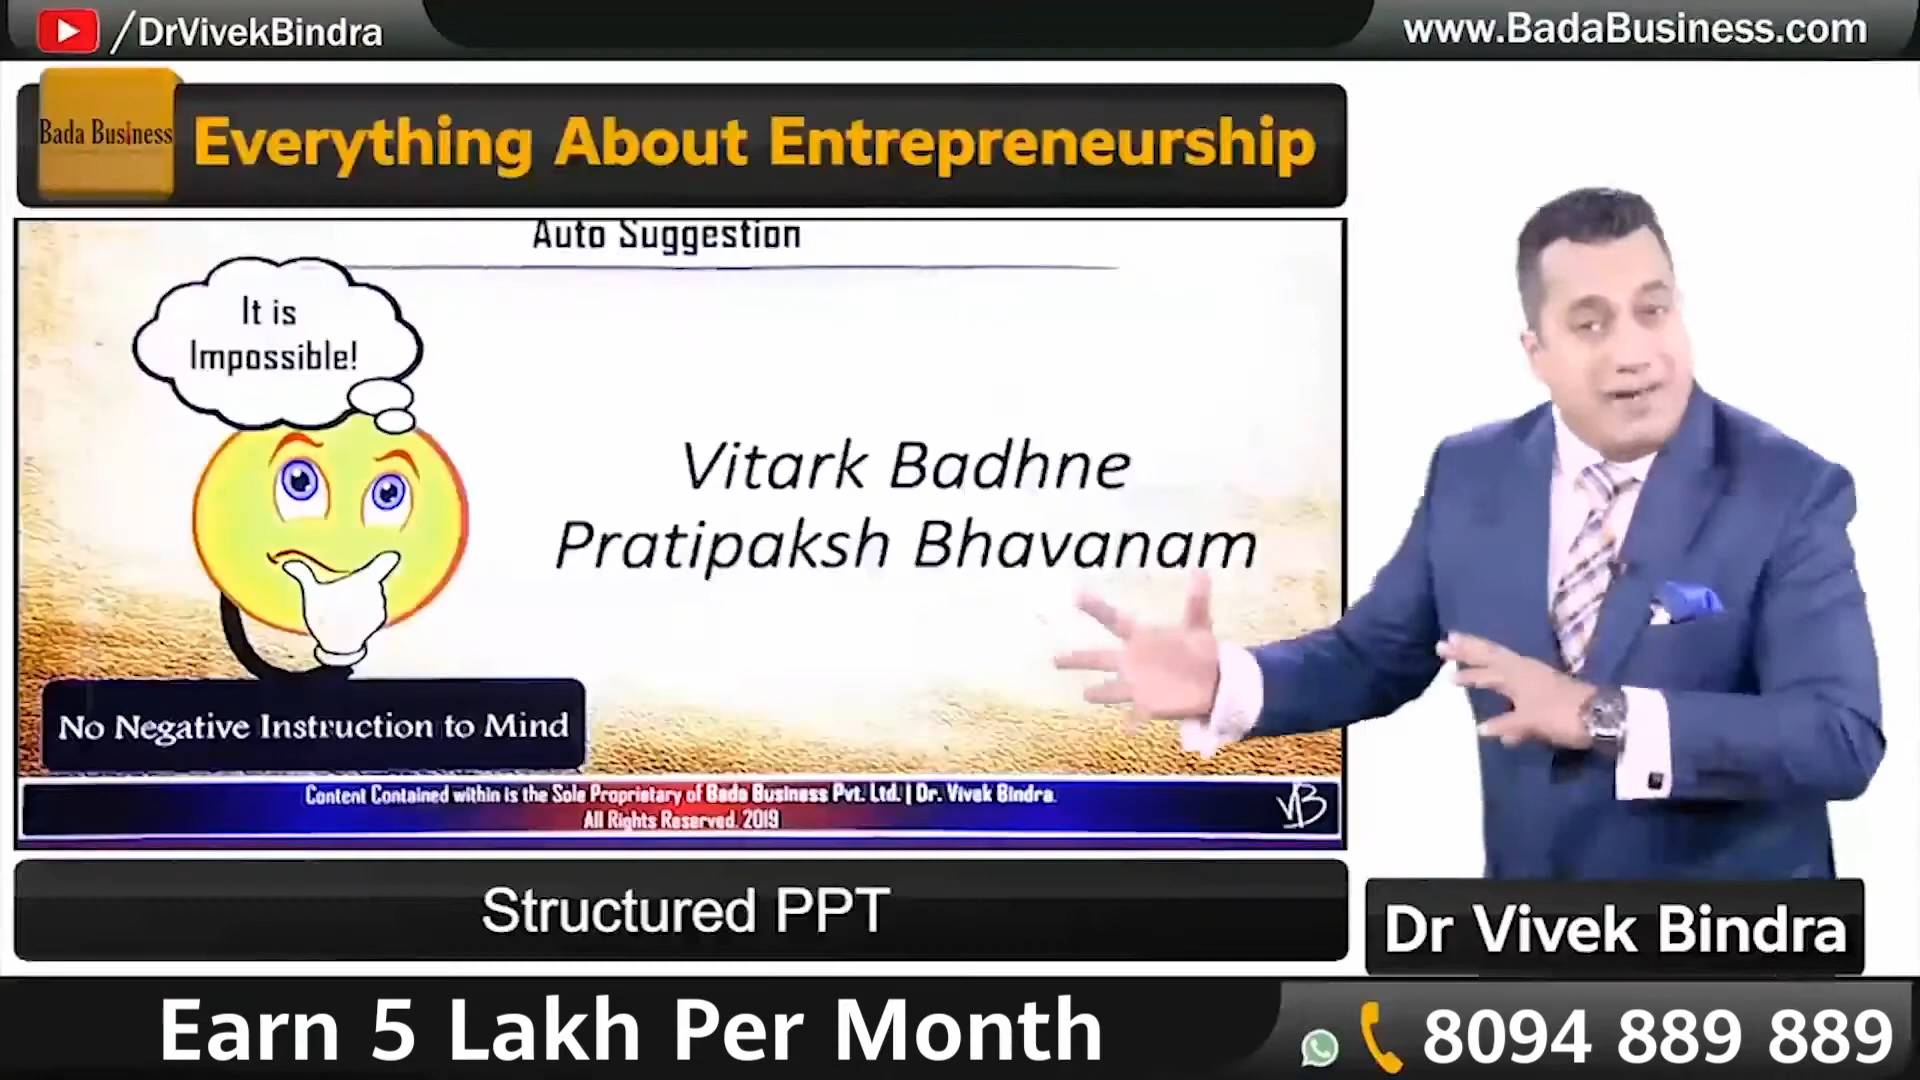 /DrVivekBindra
www.BadaBusiness.com
Bada Business
Everything About Entrepreneurship
Auto Suggestion
It is
Impossible!
Vitark Badhne
Pratipaksh Bhavanam
No Negative Instruction to Mind
Content Contained within is the Sole Proprietary of Bada Business Pvt. Ltd. | Dr. Vivek Bindra.
All Rights Reserved. 2019
VB
Structured PPT
Dr Vivek Bindra
Earn 5 Lakh Per Month
8094 889 889